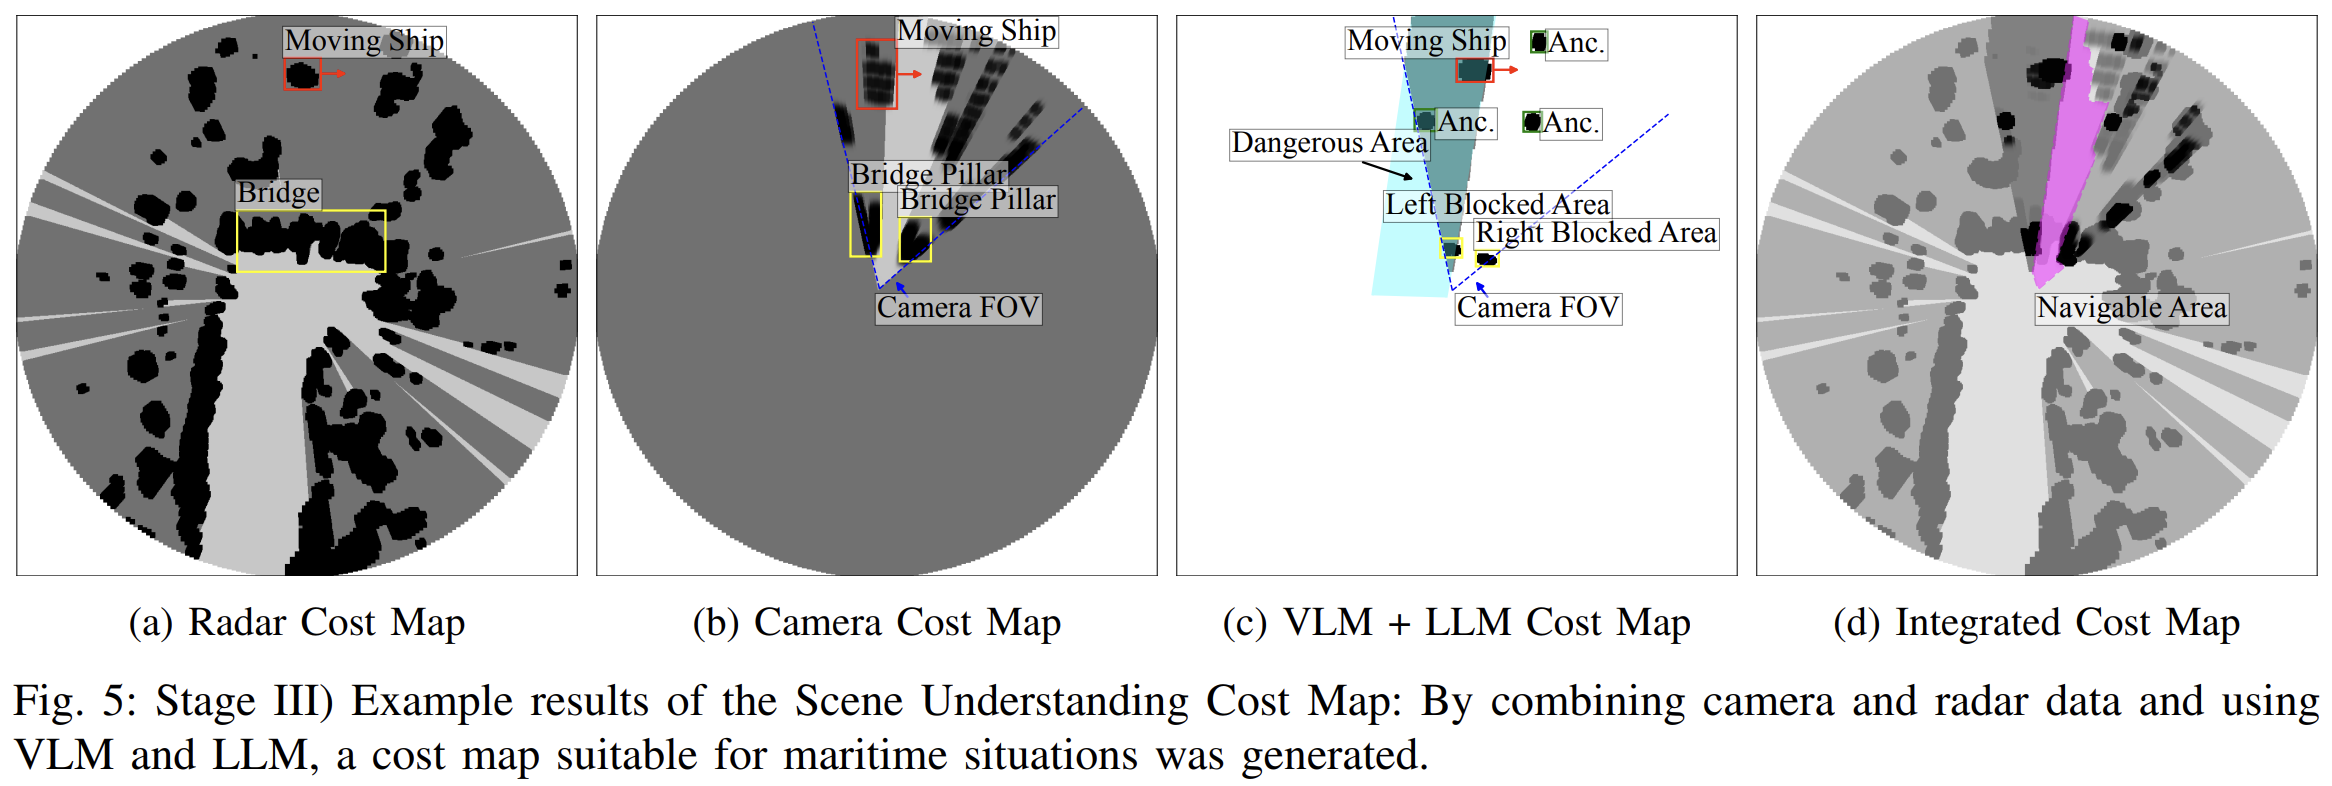 Moving Ship
Bridge
Moving Ship
Bridge Pillar
Bridge Pillar
Camera FOV
Moving Ship
Anc.
Anc.
Anc.
Dangerous Area
Left Blocked Area
Right Blocked Area
Camera FOV
Navigable Area
(a) Radar Cost Map
(b) Camera Cost Map
(c) VLM + LLM Cost Map
(d) Integrated Cost Map
Fig. 5: Stage III) Example results of the Scene Understanding Cost Map: By combining camera and radar data and using
VLM and LLM, a cost map suitable for maritime situations was generated.